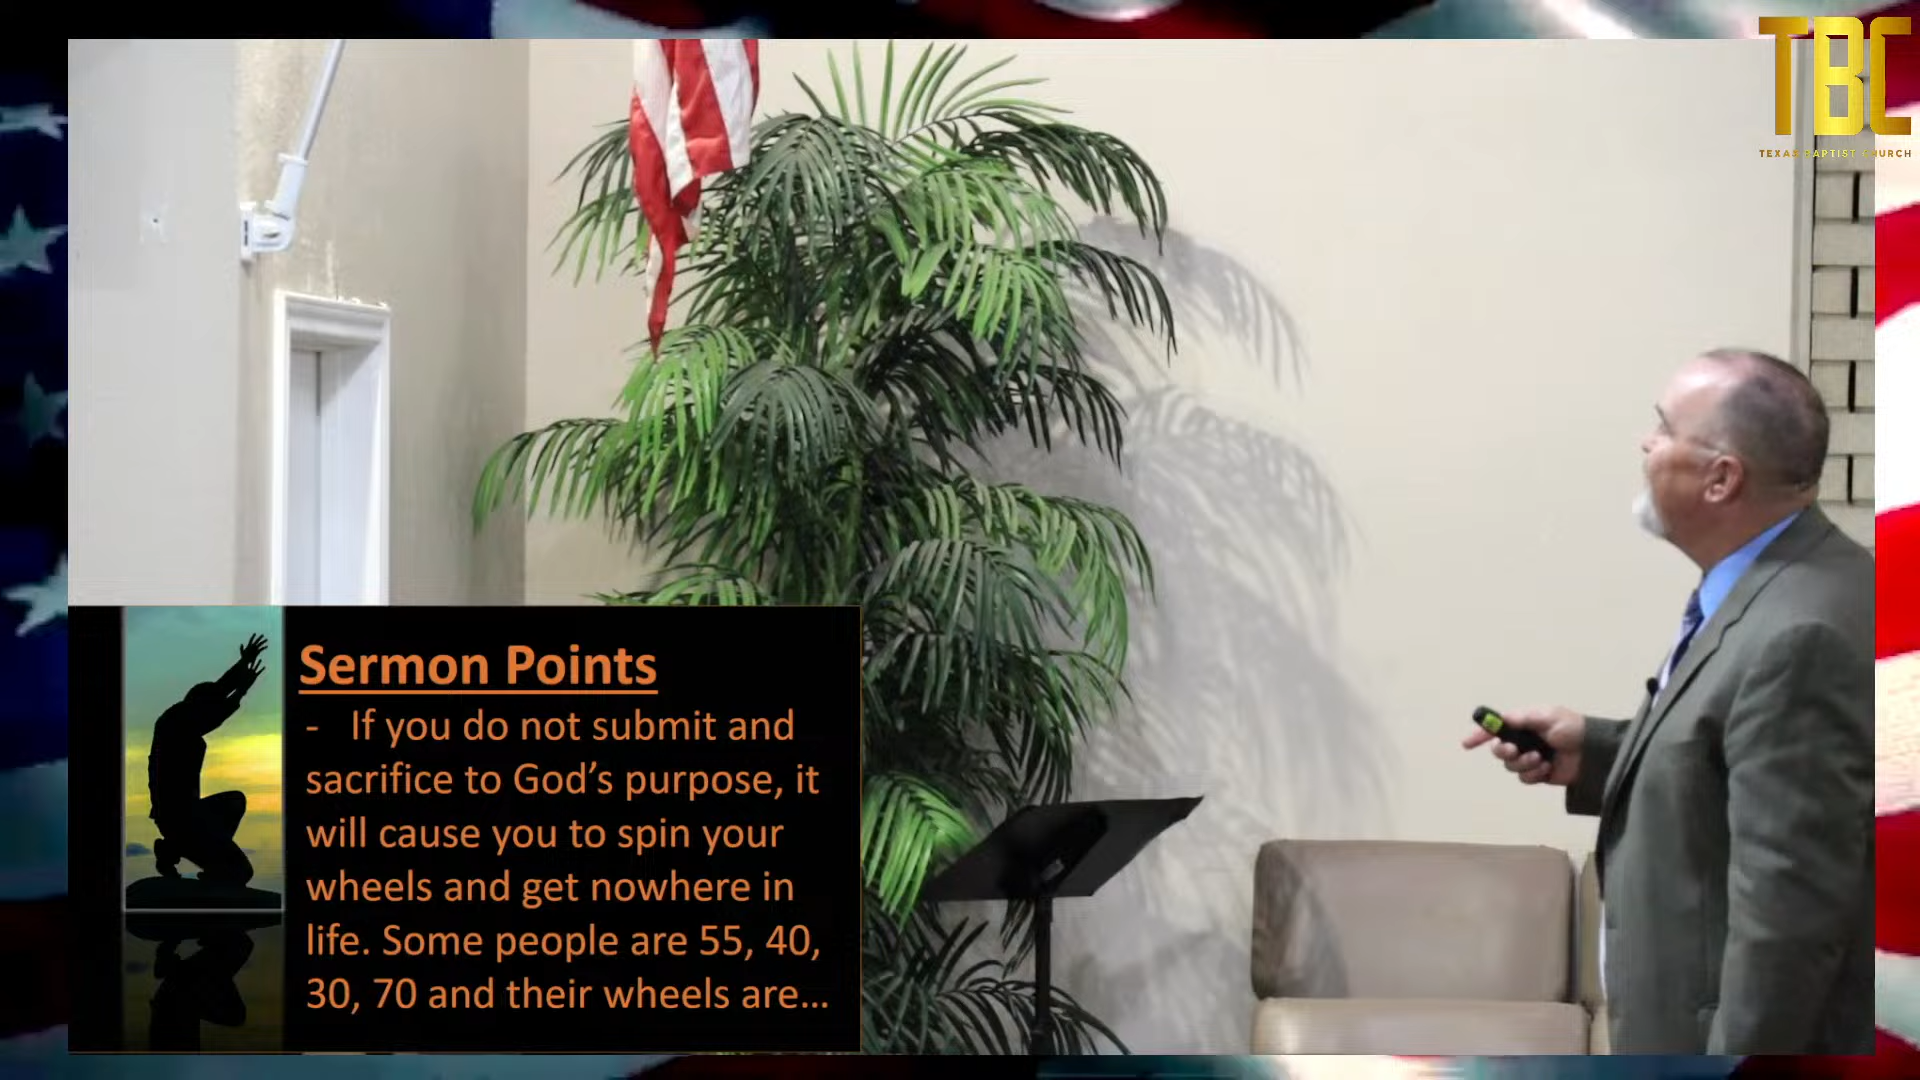 TBC
TEXAS BAPTIST CHURCH
Sermon Points
- If you do not submit and
sacrifice to God’s purpose, it
will cause you to spin your
wheels and get nowhere in
life. Some people are 55, 40,
30, 70 and their wheels are...